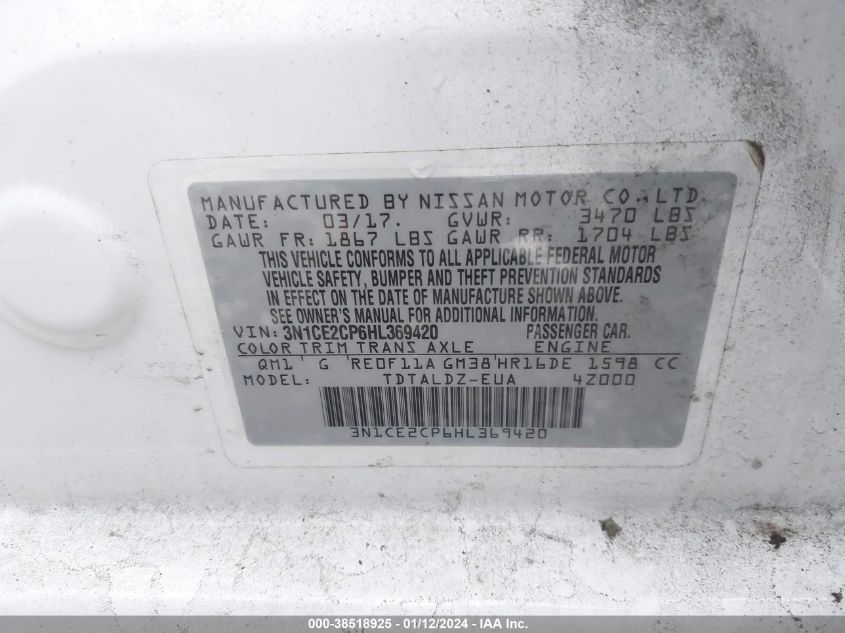 MANUFACTURED BY NISSAN MOTOR CO., LTD.
DATE: 03/17. GVWR: 3470 LBS
GAWR FR: 1867 LBS GAWR RR: 1704 LBS
THIS VEHICLE CONFORMS TO ALL APPLICABLE FEDERAL MOTOR
VEHICLE SAFETY, BUMPER AND THEFT PREVENTION STANDARDS
IN EFFECT ON THE DATE OF MANUFACTURE SHOWN ABOVE.
SEE OWNER'S MANUAL FOR ADDITIONAL INFORMATION.
VIN: 3N1CE2CP6HL369420 PASSENGER CAR.
COLOR TRIM TRANS AXLE ENGINE
QM1 ' G ' RE0F11A GM38 ' HR16DE 1598 CC
MODEL: TDTALDZ-EUA 4Z000
3N1CE2CP6HL369420
000-38518925 - 01/12/2024 - IAA Inc.